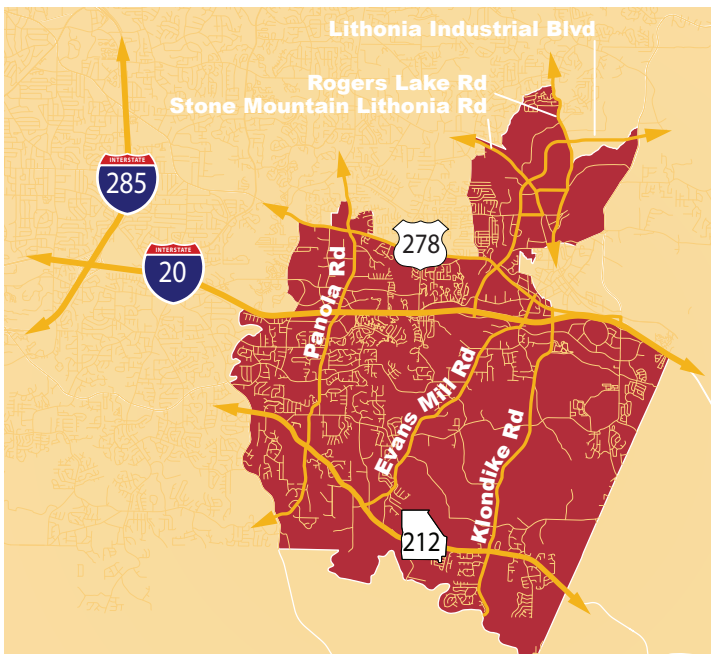 Lithonia Industrial Blvd
Rogers Lake Rd
Stone Mountain Lithonia Rd
INTERSTATE
285
278
INTERSTATE
20
Panola Rd
Evans Mill Rd
Klondike Rd
212